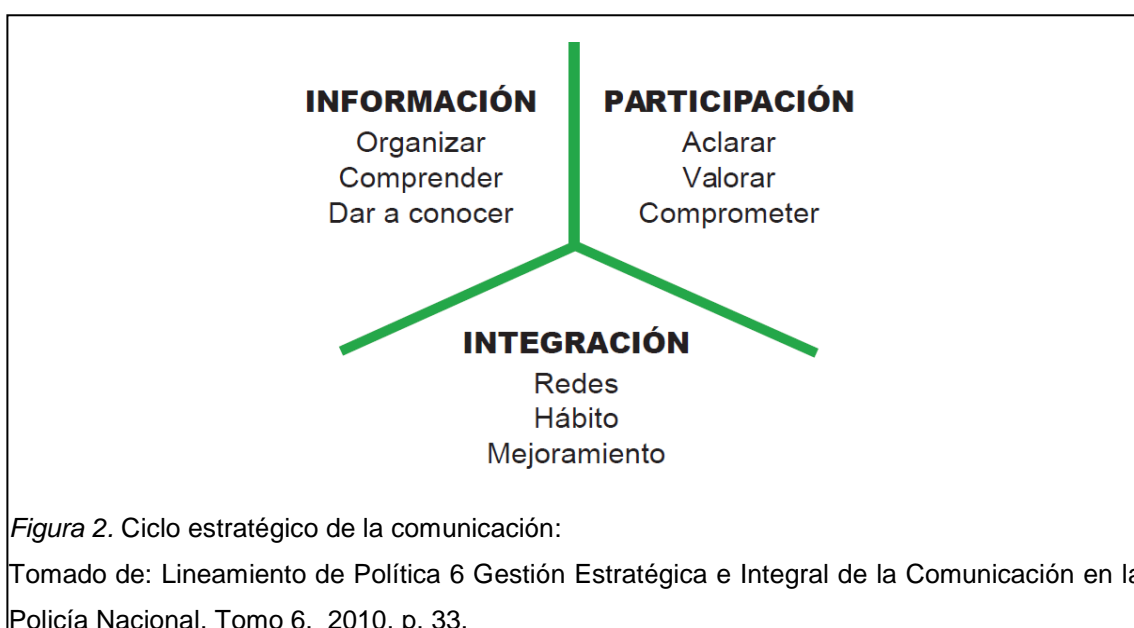 INFORMACIÓN
Organizar
Comprender
Dar a conocer
PARTICIPACIÓN
Aclarar
Valorar
Comprometer
INTEGRACIÓN
Redes
Hábito
Mejoramiento
Figura 2. Ciclo estratégico de la comunicación:
Tomado de: Lineamiento de Política 6 Gestión Estratégica e Integral de la Comunicación en la
Policía Nacional. Tomo 6, 2010, p. 33.